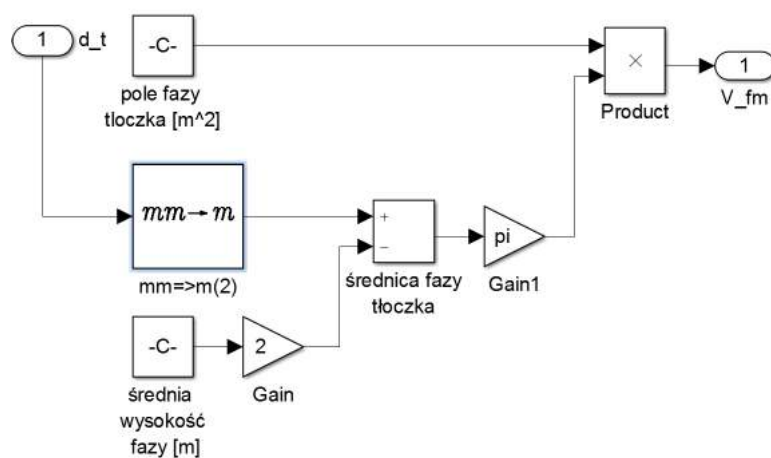 1
d_t
-C-
pole fazy
tloczka [m^2]
×
Product
1
V_fm
mm→m
mm=>m(2)
+
−
średnica fazy
tłoczka
pi
Gain1
-C-
średnia
wysokość
fazy [m]
2
Gain